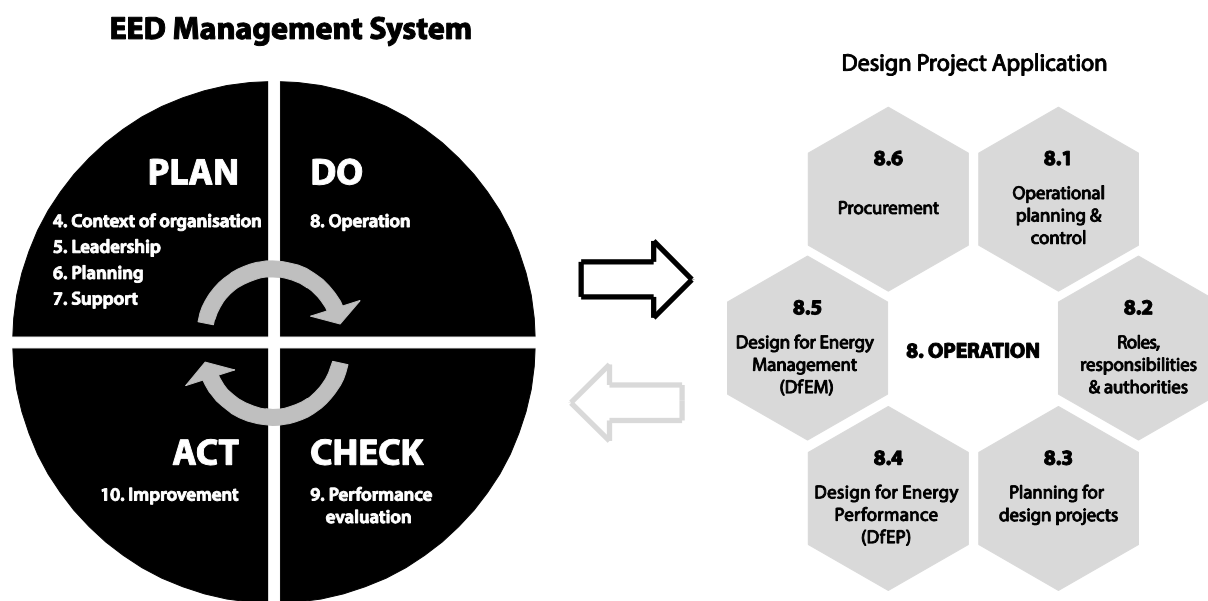 EED Management System
PLAN
4. Context of organisation
5. Leadership
6. Planning
7. Support
DO
8. Operation
ACT
10. Improvement
CHECK
9. Performance
evaluation
Design Project Application
8.6
Procurement
8.1
Operational
planning &
control
8.5
Design for Energy
Management
(DfEM)
8. OPERATION
8.2
Roles,
responsibilities
& authorities
8.4
Design for Energy
Performance
(DfEP)
8.3
Planning for
design projects